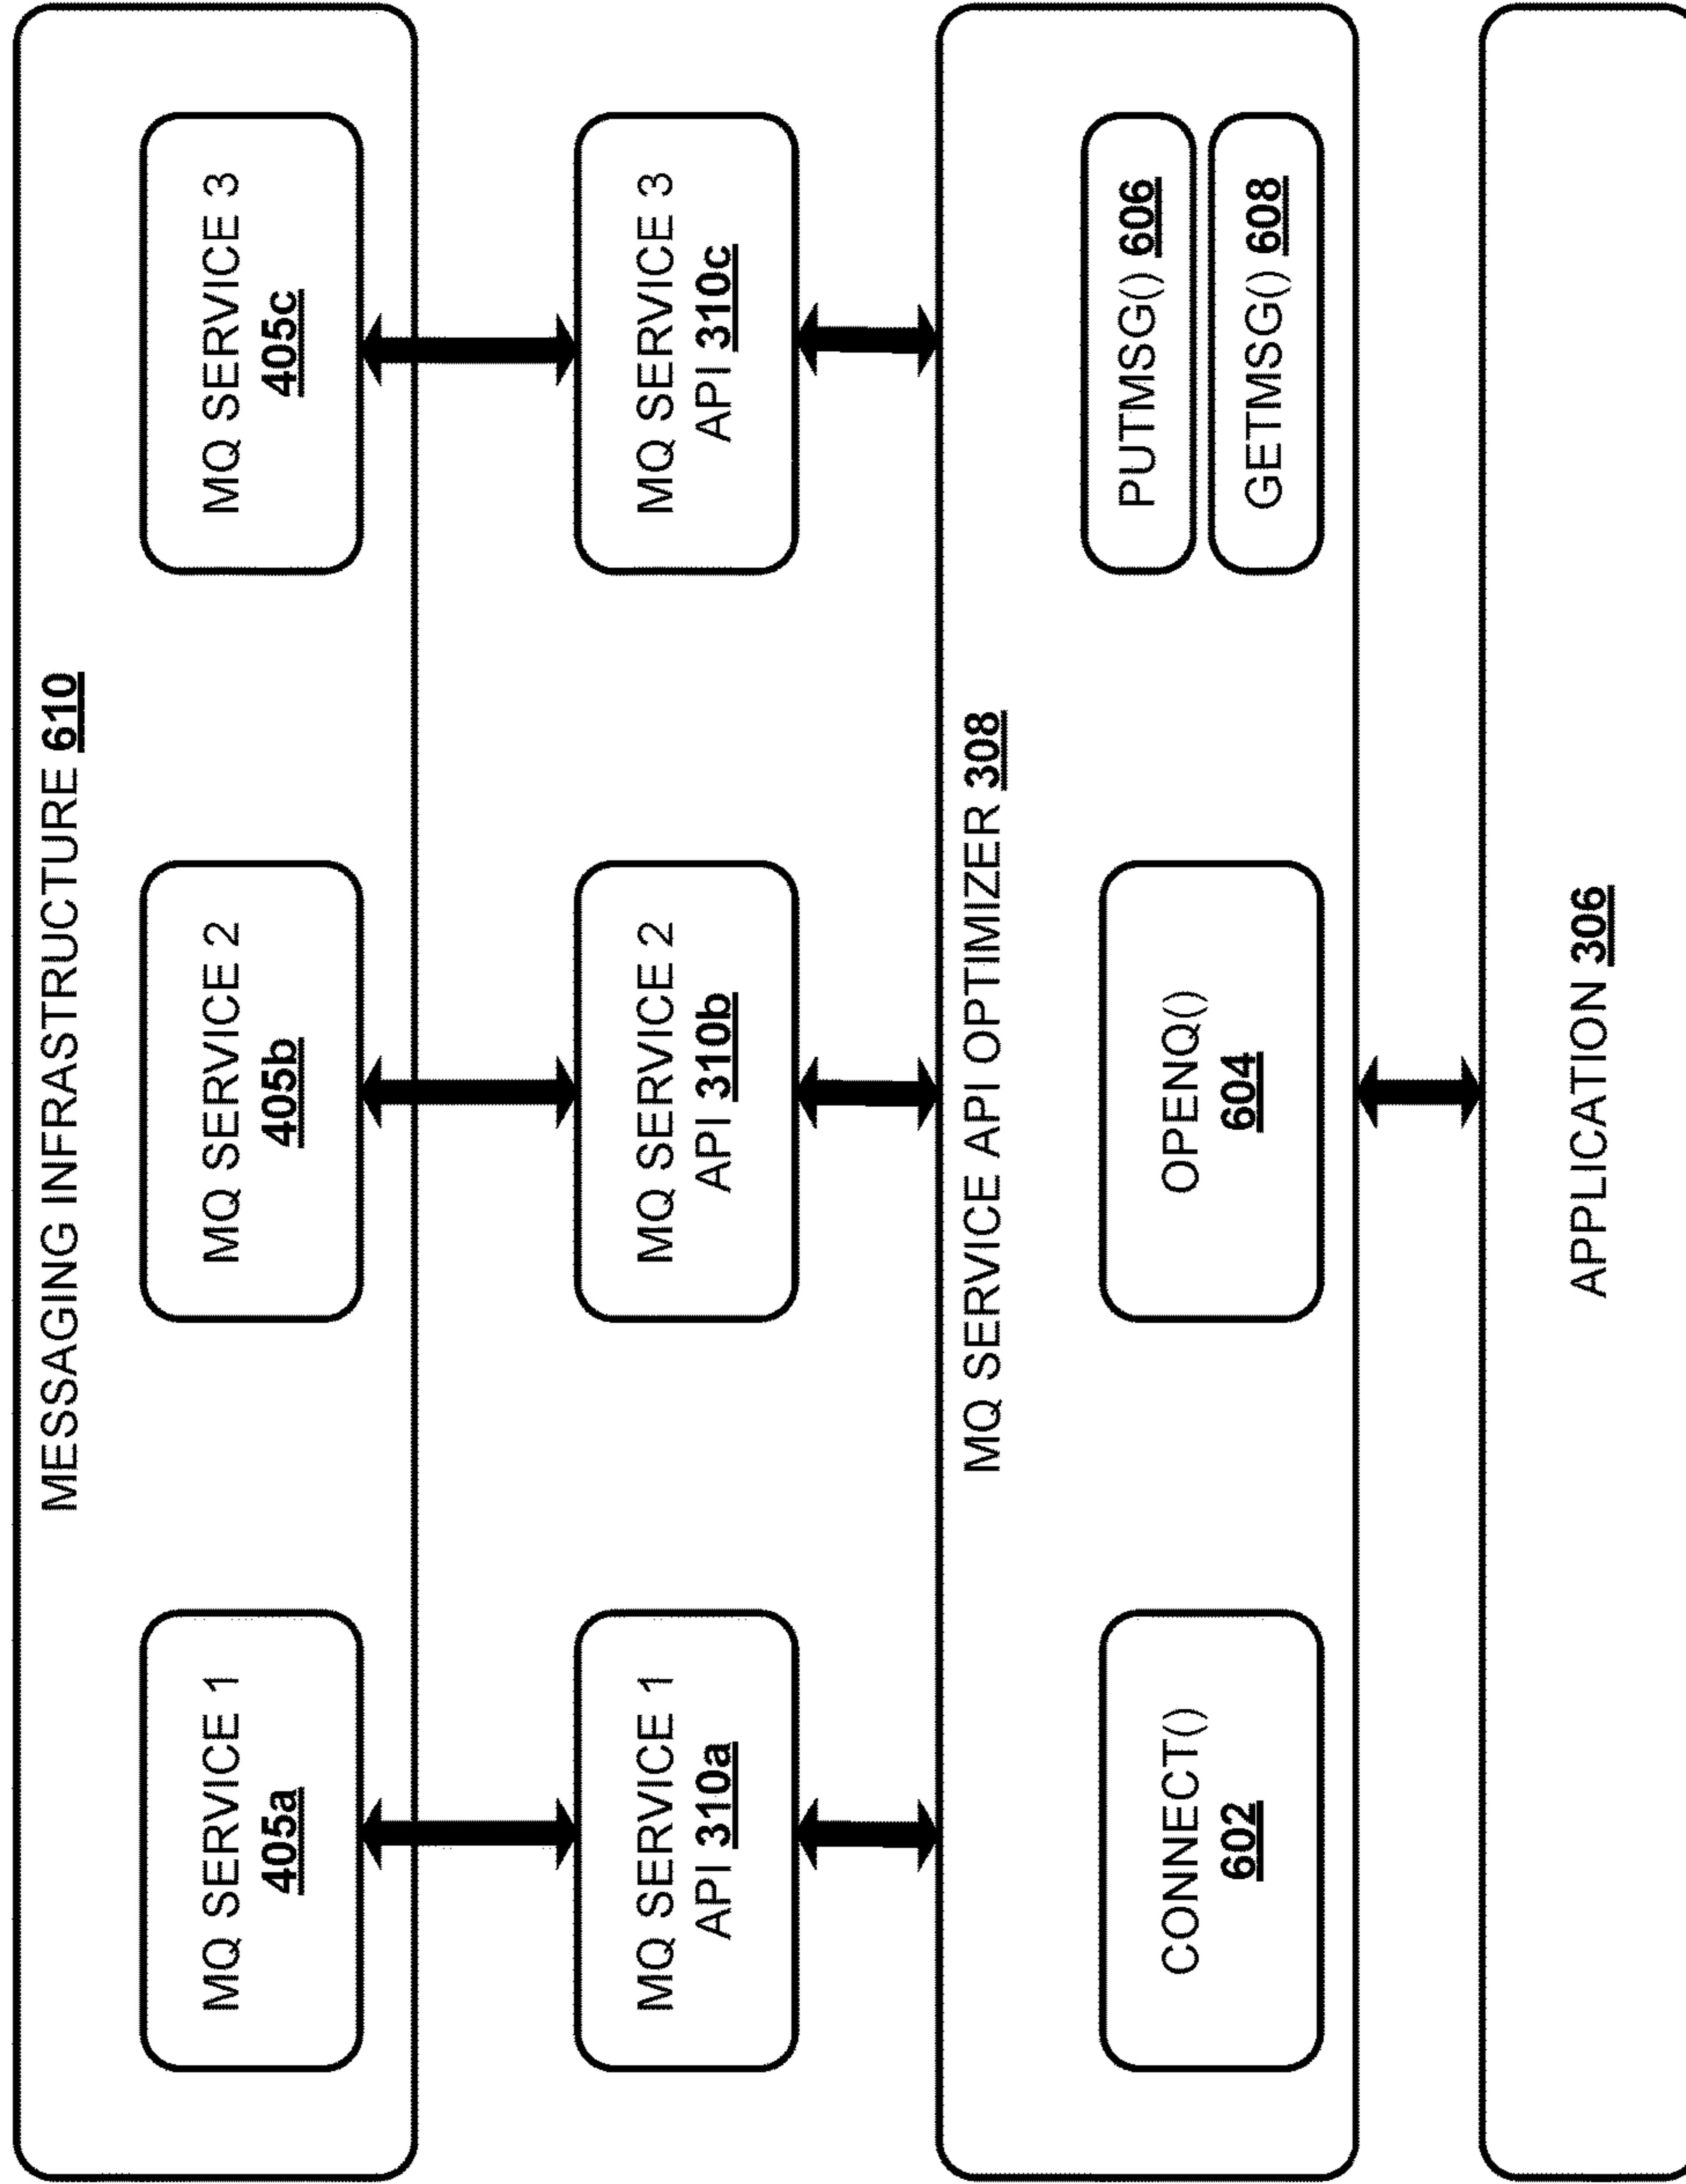 MESSAGING INFRASTRUCTURE 610
MQ SERVICE 1
405a
MQ SERVICE 2
405b
MQ SERVICE 3
405c
MQ SERVICE 1
API 310a
MQ SERVICE 2
API 310b
MQ SERVICE 3
API 310c
MQ SERVICE API OPTIMIZER 308
CONNECT()
602
OPENQ()
604
PUTMSG() 606
GETMSG() 608
APPLICATION 306